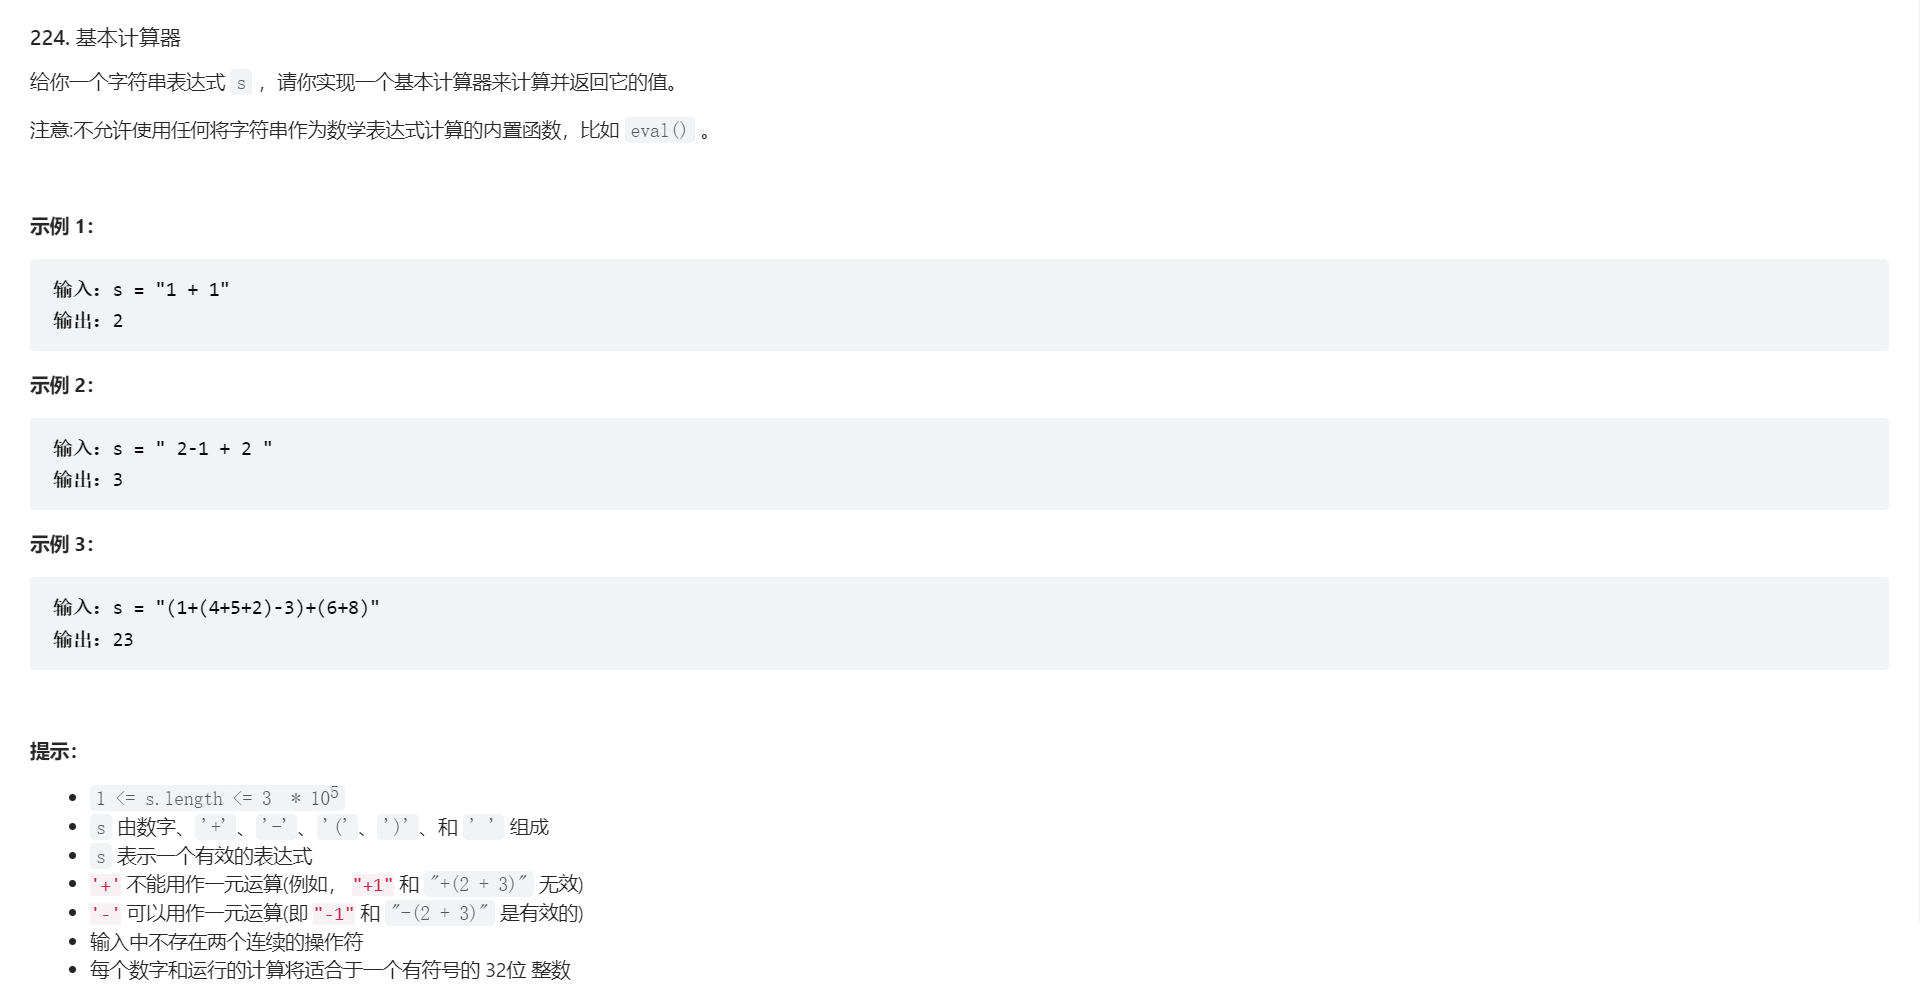 224. 基本计算器
给你一个字符串表达式 s ，请你实现一个基本计算器来计算并返回它的值。
注意:不允许使用任何将字符串作为数学表达式计算的内置函数，比如 eval() 。
示例 1：
输入：s = "1 + 1"
输出：2
示例 2：
输入：s = " 2-1 + 2 "
输出：3
示例 3：
输入：s = "(1+(4+5+2)-3)+(6+8)"
输出：23
提示：
• 1 <= s.length <= 3 * 10⁵
• s 由数字、'+'、'-'、'('、')'、和 ' ' 组成
• s 表示一个有效的表达式
• '+' 不能用作一元运算(例如， "+1" 和 "+(2 + 3)" 无效)
• '-' 可以用作一元运算(即 "-1" 和 "-(2 + 3)" 是有效的)
• 输入中不存在两个连续的操作符
• 每个数字和运行的计算将适合于一个有符号的 32位 整数